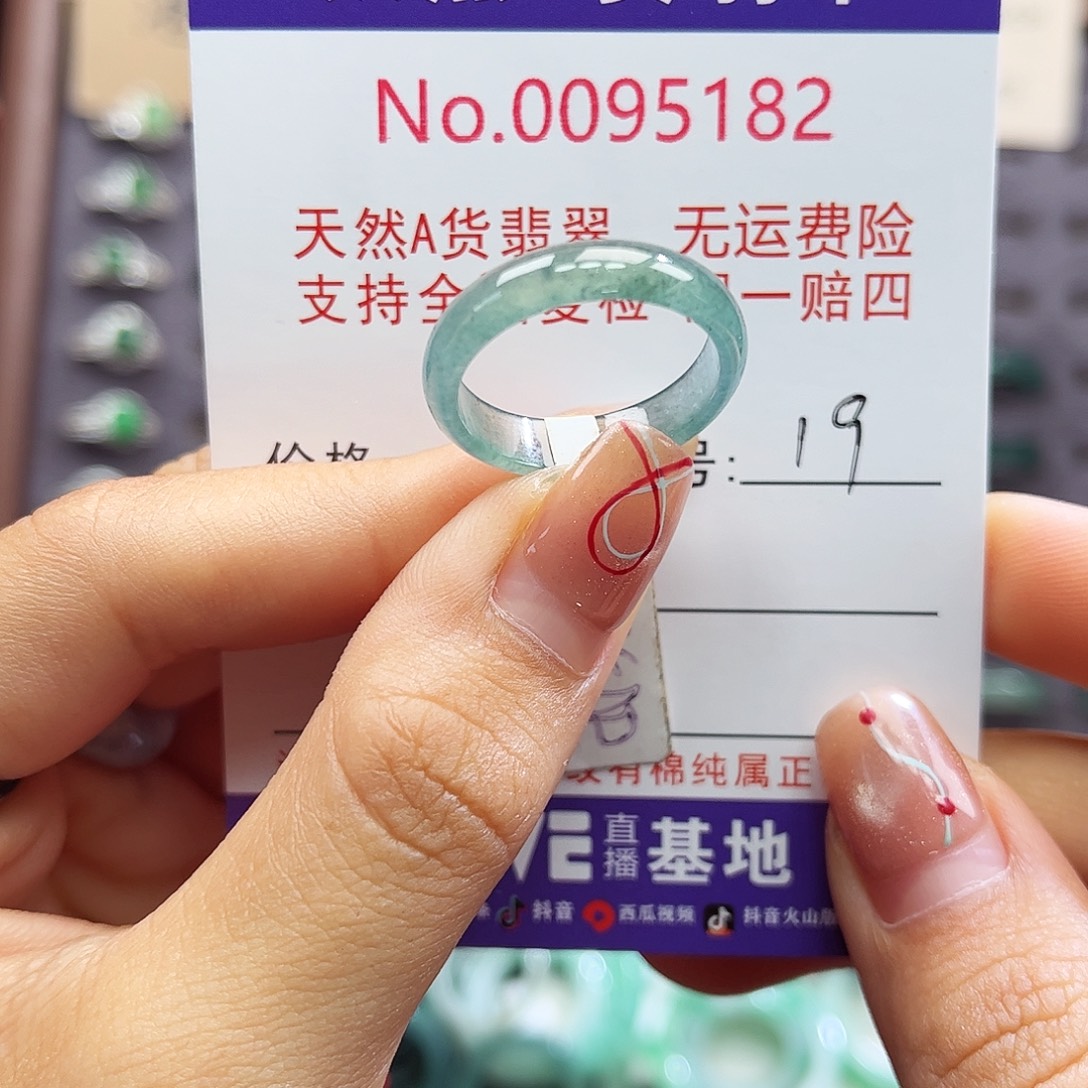 No.0095182
天然A货翡翠 无运费险
支持全 复检 一赔四
价格 号: 19
有棉纯属正
直播基地
抖音 西瓜视频 抖音火山版